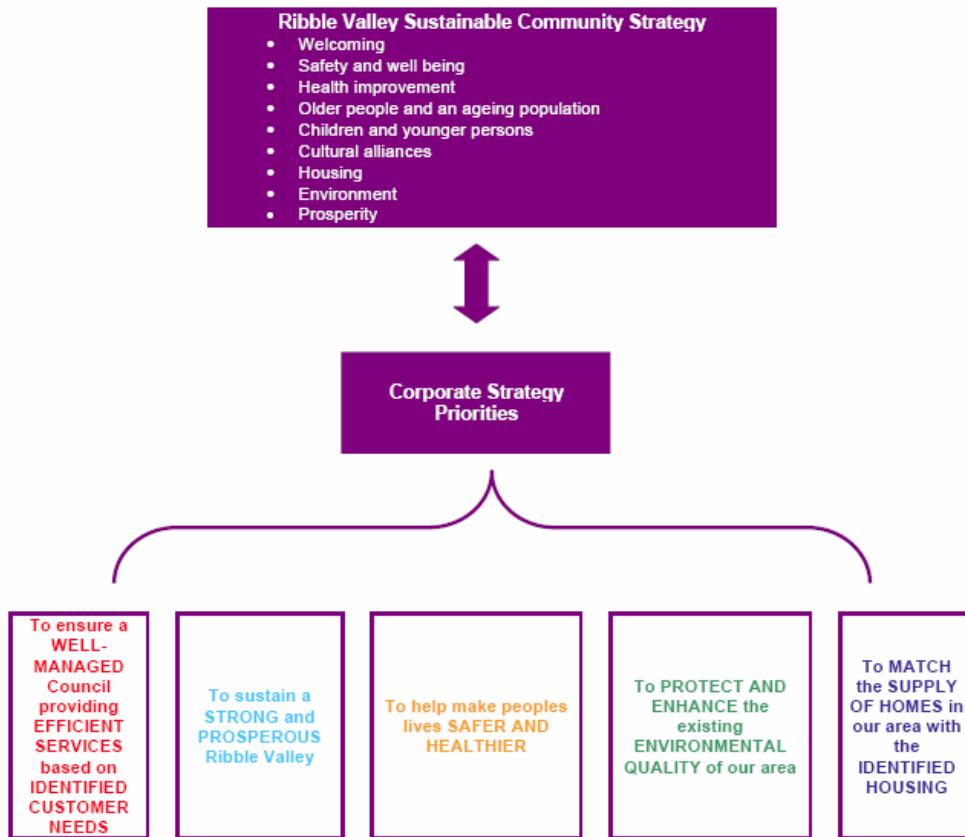 Ribble Valley Sustainable Community Strategy
• Welcoming
• Safety and well being
• Health improvement
• Older people and an ageing population
• Children and younger persons
• Cultural alliances
• Housing
• Environment
• Prosperity
Corporate Strategy
Priorities
To ensure a
WELL-
MANAGED
Council
providing
EFFICIENT
SERVICES
based on
IDENTIFIED
CUSTOMER
NEEDS
To sustain a
STRONG and
PROSPEROUS
Ribble Valley
To help make peoples
lives SAFER AND
HEALTHIER
To PROTECT AND
ENHANCE the
existing
ENVIRONMENTAL
QUALITY of our area
To MATCH
the SUPPLY
OF HOMES in
our area with
the
IDENTIFIED
HOUSING